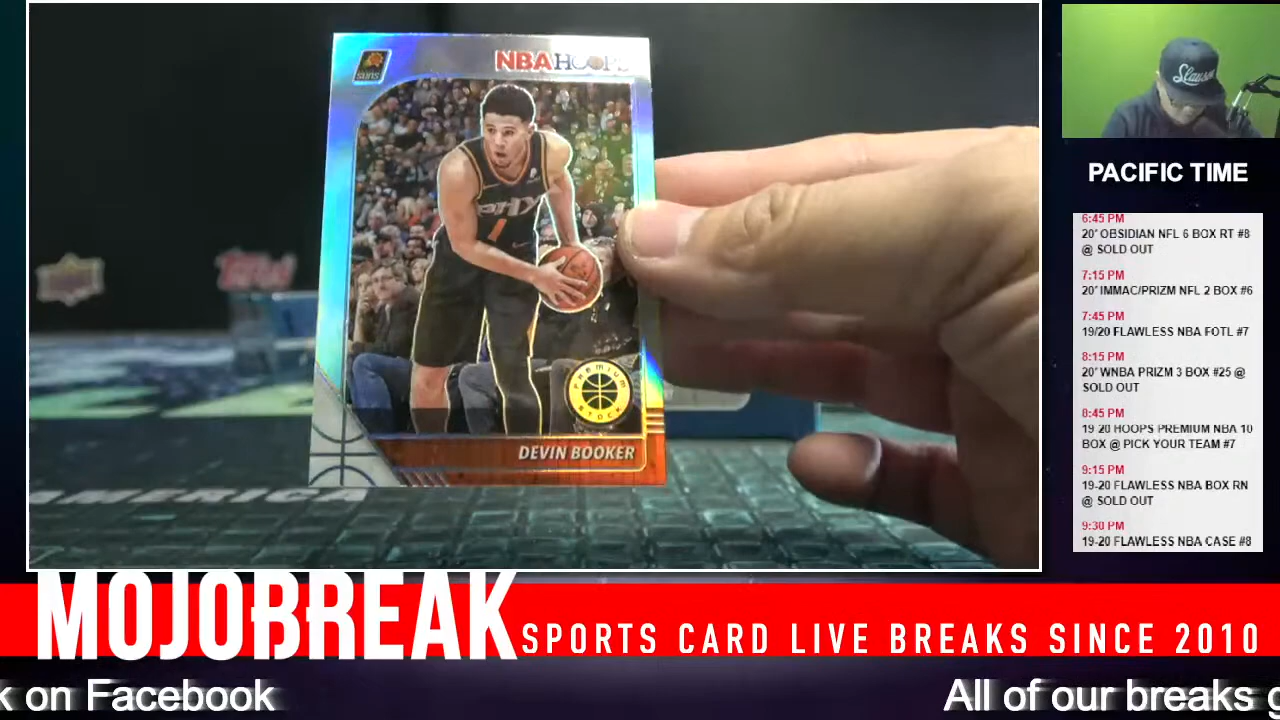 SUNS
NBA HOOPS
PHX
1
PREMIUM
STOCK
DEVIN BOOKER
TOPPS
AMERICA
Slauson
PACIFIC TIME
6:45 PM
20' OBSIDIAN NFL 6 BOX RT #8
@ SOLD OUT
7:15 PM
20' IMMAC/PRIZM NFL 2 BOX #6
7:45 PM
19/20 FLAWLESS NBA FOTL #7
8:15 PM
20' WNBA PRIZM 3 BOX #25 @
SOLD OUT
8:45 PM
19-20 HOOPS PREMIUM NBA 10
BOX @ PICK YOUR TEAM #7
9:15 PM
19-20 FLAWLESS NBA BOX RN
@ SOLD OUT
9:30 PM
19-20 FLAWLESS NBA CASE #8
MOJOBREAK
SPORTS CARD LIVE BREAKS SINCE 2010
k on Facebook
All of our breaks g